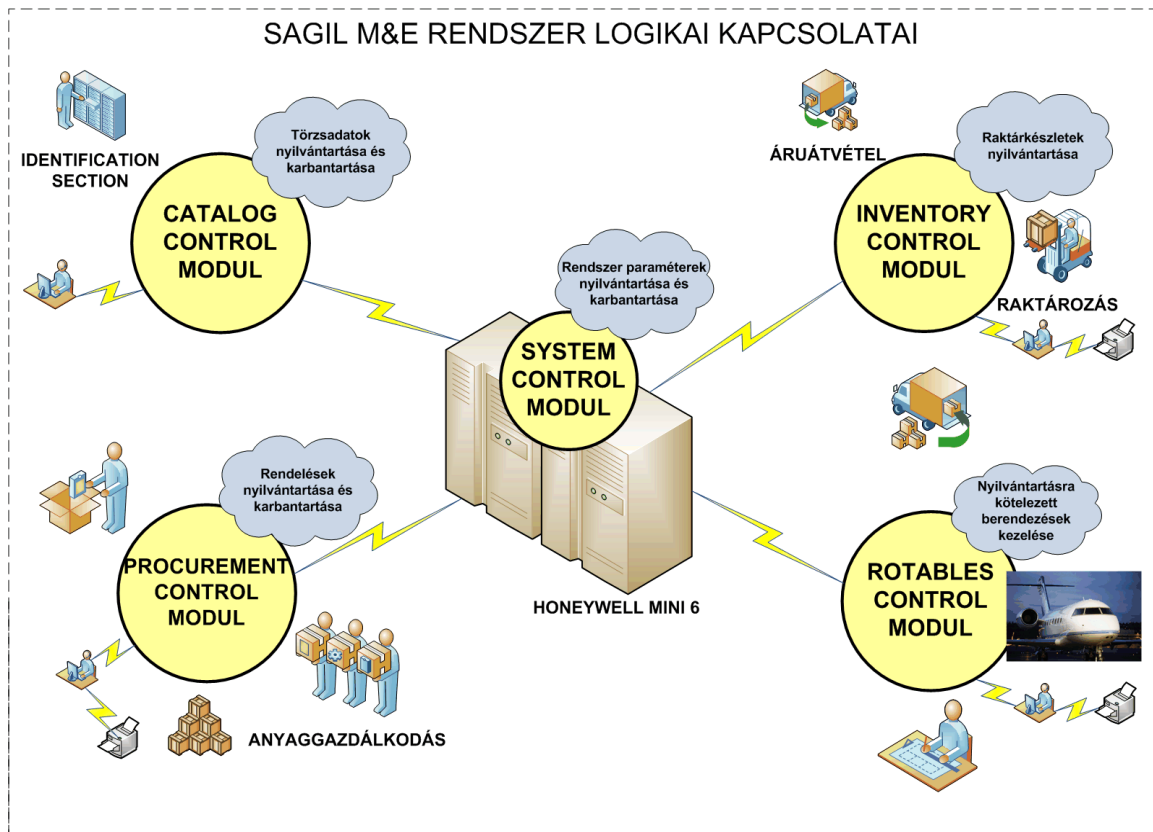 SAGIL M&E RENDSZER LOGIKAI KAPCSOLATAI
IDENTIFICATION
SECTION
Törzsadatok
nyilvántartása és
karbantartása
CATALOG
CONTROL
MODUL
ÁRUÁTVÉTEL
Raktárkészletek
nyilvántartása
INVENTORY
CONTROL
MODUL
RAKTÁROZÁS
Rendszer paraméterek
nyilvántartása és
karbantartása
SYSTEM
CONTROL
MODUL
HONEYWELL MINI 6
Rendelések
nyilvántartása és
karbantartása
PROCUREMENT
CONTROL
MODUL
ANYAGGAZDÁLKODÁS
Nyilvántartásra
kötelezett
berendezések
kezelése
ROTABLES
CONTROL
MODUL